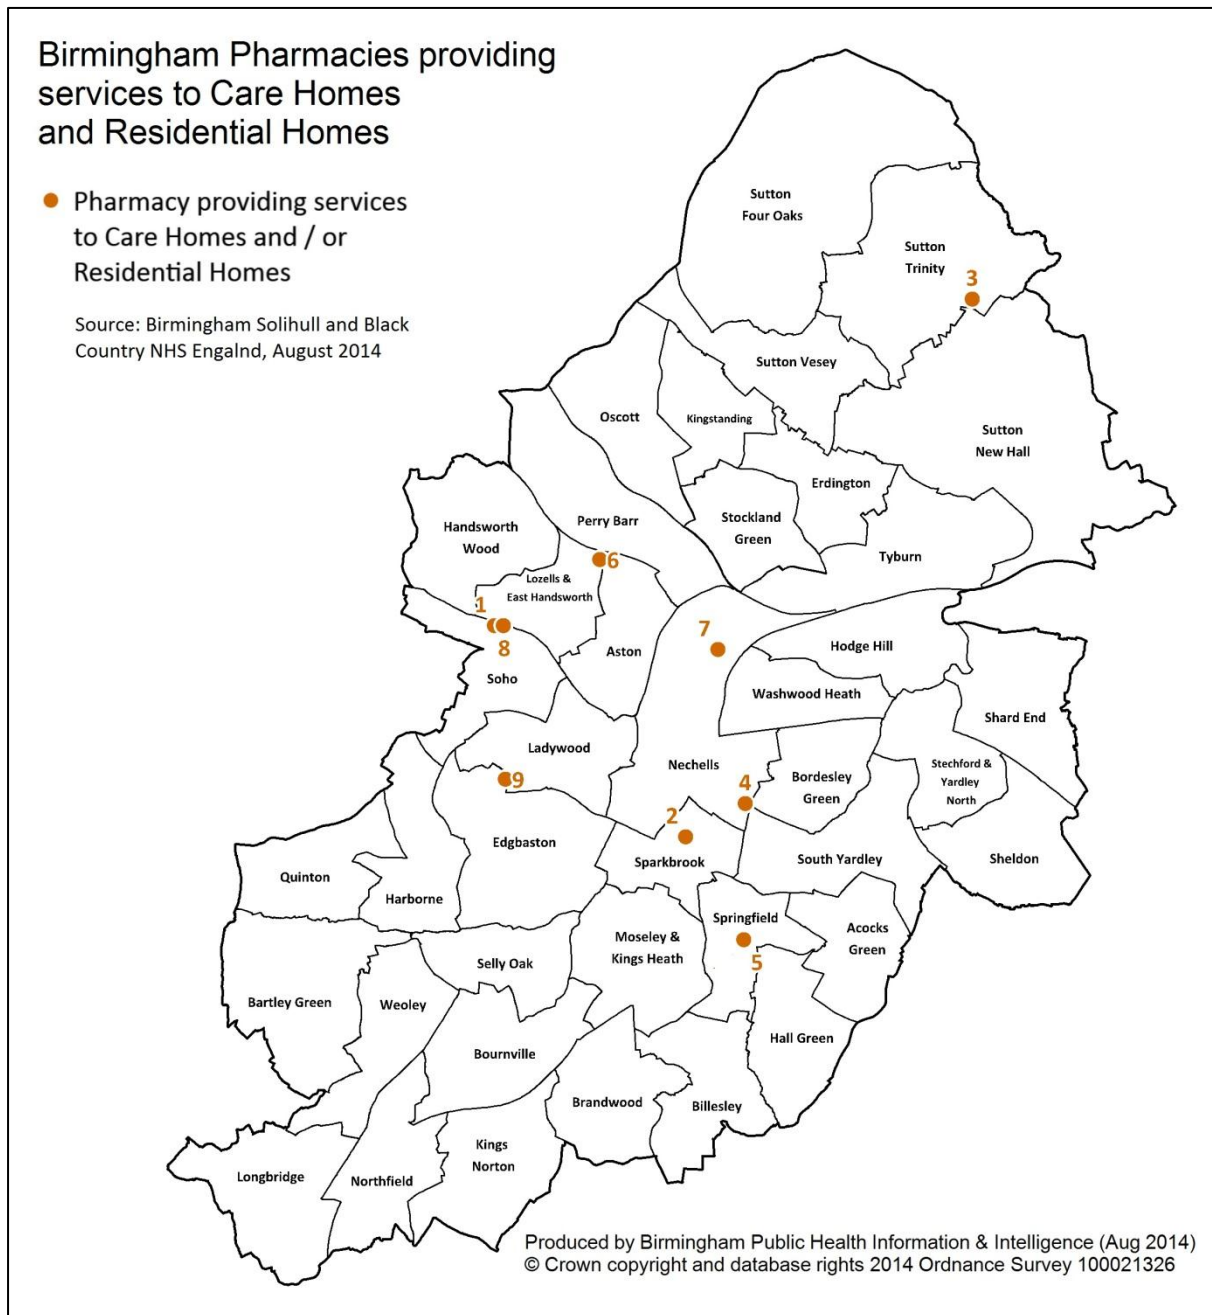 Birmingham Pharmacies providing
services to Care Homes
and Residential Homes
Pharmacy providing services
to Care Homes and / or
Residential Homes
Source: Birmingham Solihull and Black
Country NHS Engalnd, August 2014
Sutton
Four Oaks
Sutton
Trinity
3
Sutton Vesey
Oscott
Kingstanding
Sutton
New Hall
Erdington
Stockland
Green
Perry Barr
Handsworth
Wood
Tyburn
6
Lozells &
East Handsworth
1
8
7
Aston
Hodge Hill
Soho
Washwood Heath
Shard End
Ladywood
Nechells
Stechford &
Yardley
North
Bordesley
Green
9
4
2
Edgbaston
Sparkbrook
South Yardley
Sheldon
Quinton
Harborne
Springfield
Acocks
Green
Moseley &
Kings Heath
5
Selly Oak
Bartley Green
Weoley
Hall Green
Bournville
Brandwood
Billesley
Kings
Norton
Longbridge
Northfield
Produced by Birmingham Public Health Information & Intelligence (Aug 2014)
© Crown copyright and database rights 2014 Ordnance Survey 100021326